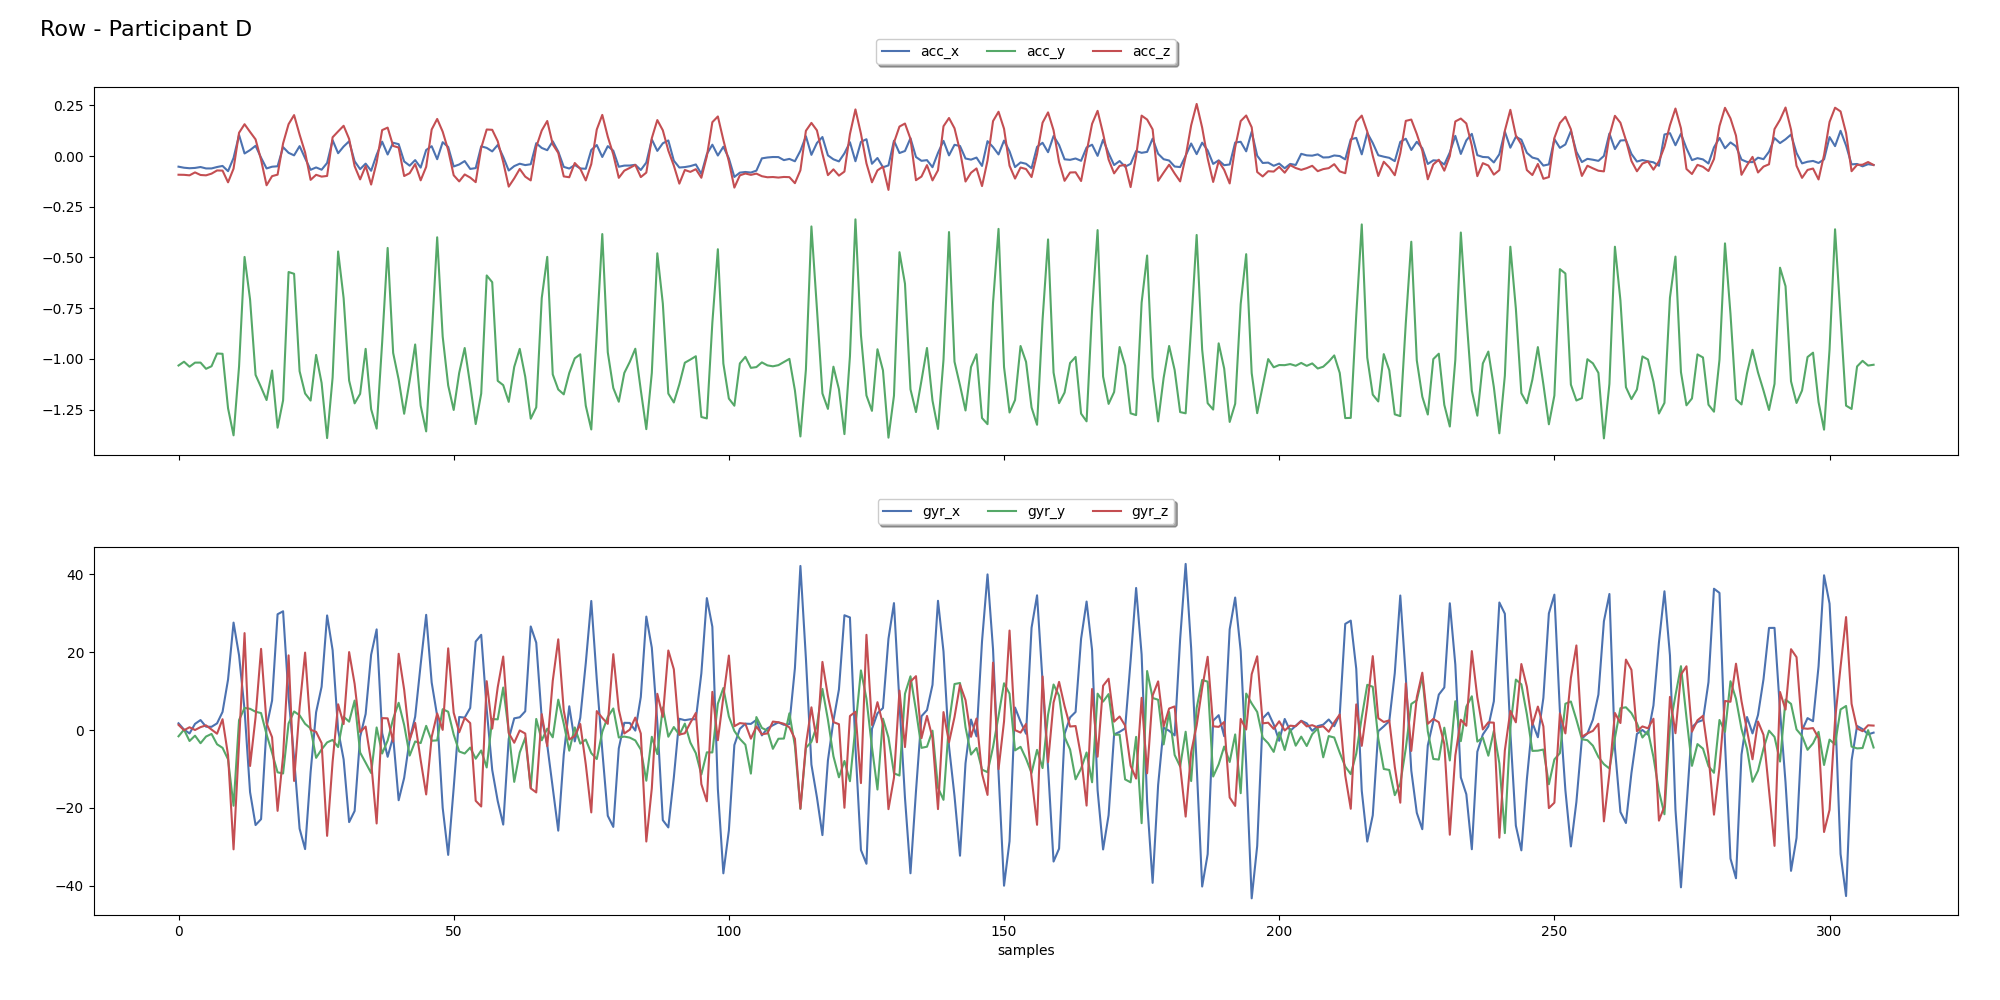 Row - Participant D
acc_x acc_y acc_z
0.25
0.00
−0.25
−0.50
−0.75
−1.00
−1.25
gyr_x gyr_y gyr_z
40
20
0
−20
−40
0 50 100 150 200 250 300
samples